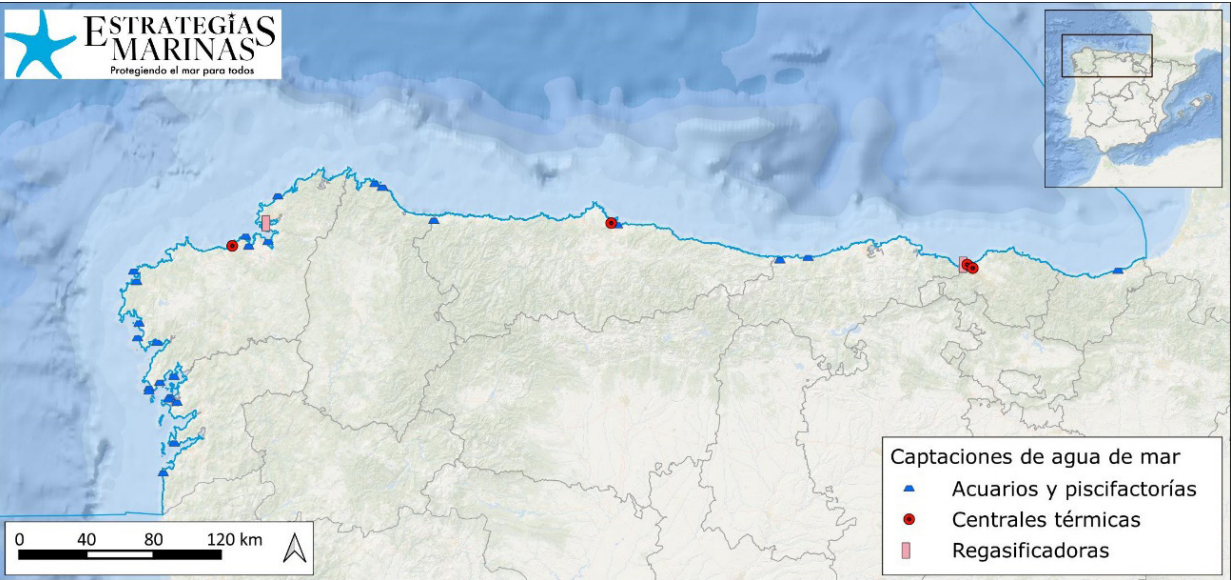 ESTRATEGIAS
MARINAS
Protegiendo el mar para todos
Captaciones de agua de mar
Acuarios y piscifactorías
Centrales térmicas
Regasificadoras
0 40 80 120 km